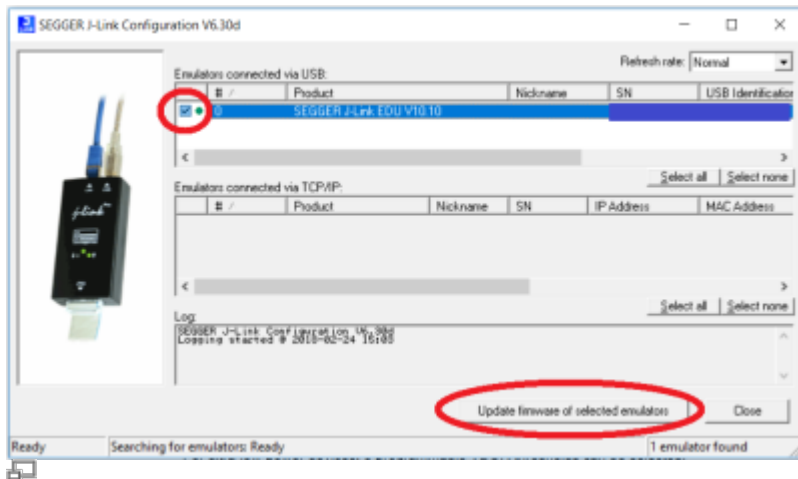 SEGGER J-Link Configuration V6.30d
Refresh rate: Normal
Emulators connected via USB:
# / Product Nickname SN USB Identification
0 SEGGER J-Link EDU V10.10
Select all Select none
Emulators connected via TCP/IP:
# / Product Nickname SN IP Address MAC Address
Select all Select none
Log:
SEGGER J-Link Configuration V6.30d
Logging started @ 2018-02-24 15:03
Update firmware of selected emulators Close
Ready Searching for emulators: Ready 1 emulator found
J-Link